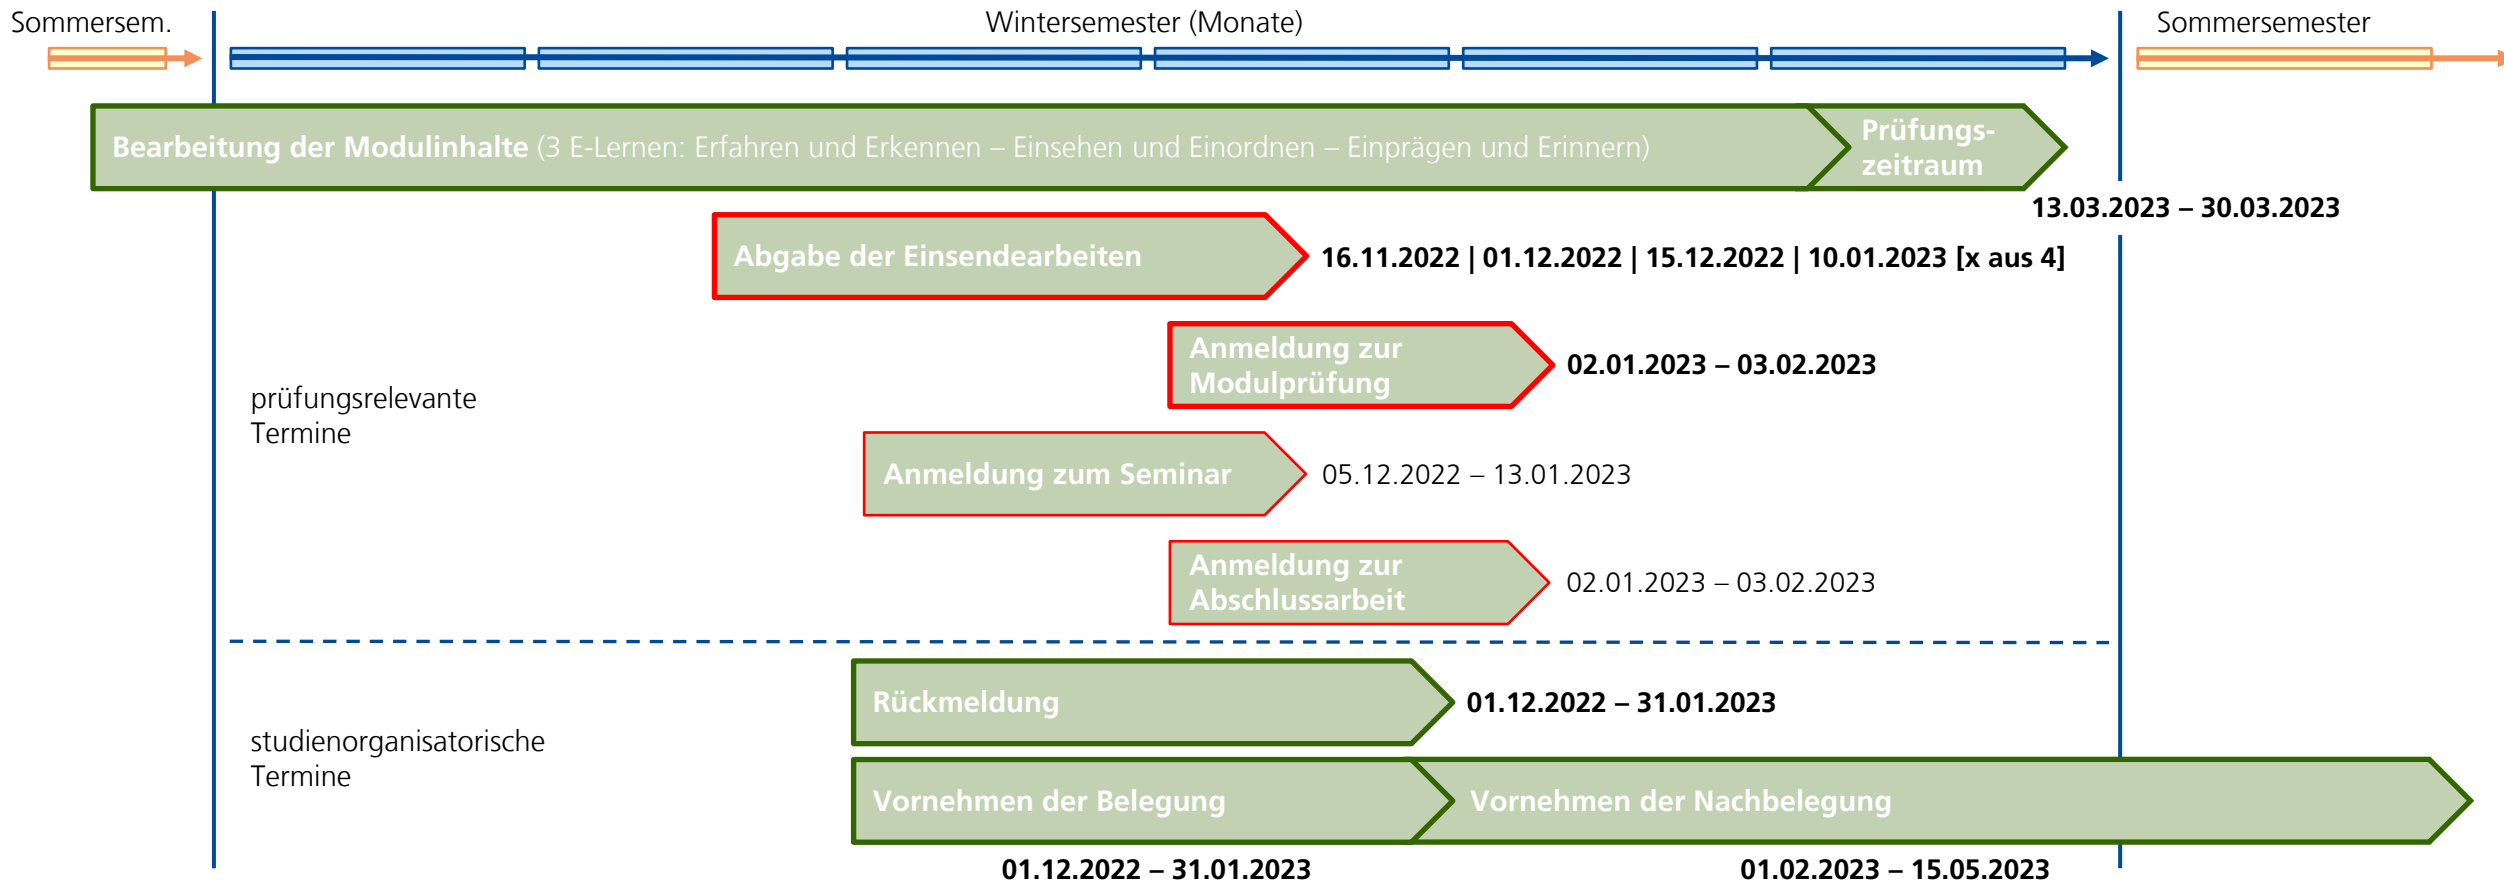 Sommersem.
Wintersemester (Monate)
Sommersemester
Bearbeitung der Modulinhalte (3 E-Lernen: Erfahren und Erkennen – Einsehen und Einordnen – Einprägen und Erinnern)
Prüfungs-
zeitraum
13.03.2023 – 30.03.2023
Abgabe der Einsendearbeiten
16.11.2022 | 01.12.2022 | 15.12.2022 | 10.01.2023 [x aus 4]
Anmeldung zur
Modulprüfung
02.01.2023 – 03.02.2023
prüfungsrelevante
Termine
Anmeldung zum Seminar
05.12.2022 – 13.01.2023
Anmeldung zur
Abschlussarbeit
02.01.2023 – 03.02.2023
Rückmeldung
01.12.2022 – 31.01.2023
studienorganisatorische
Termine
Vornehmen der Belegung
Vornehmen der Nachbelegung
01.12.2022 – 31.01.2023
01.02.2023 – 15.05.2023